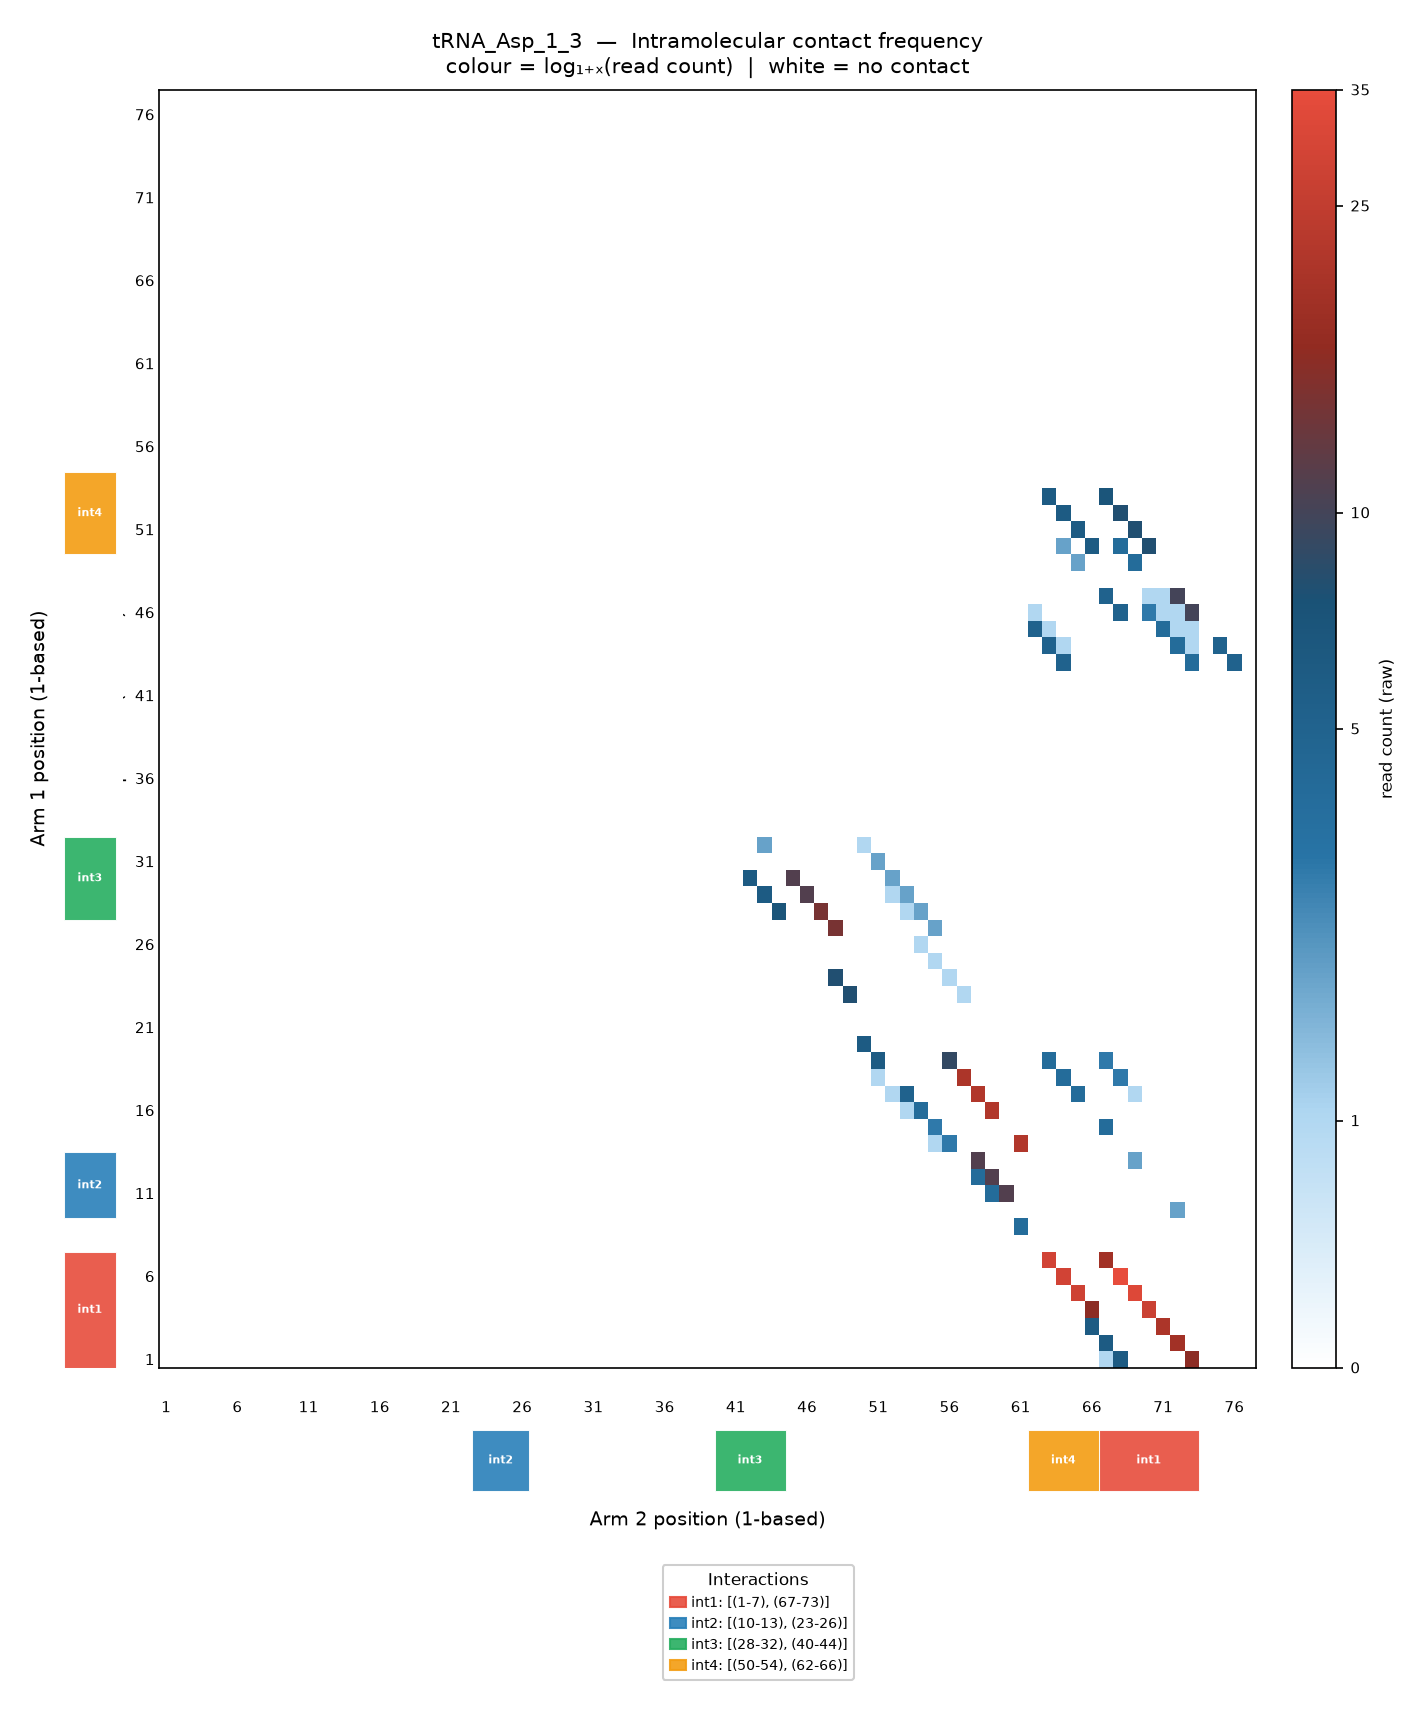 tRNA_Asp_1_3 — Intramolecular contact frequency
colour = log₁₊ₓ(read count) | white = no contact
76
71
66
61
56
51
46
41
36
31
26
21
16
11
6
1
int4
int3
int2
int1
Arm 1 position (1-based)
35
25
10
5
1
0
read count (raw)
1 6 11 16 21 26 31 36 41 46 51 56 61 66 71 76
int2 int3 int4 int1
Arm 2 position (1-based)
Interactions
int1: [(1-7), (67-73)]
int2: [(10-13), (23-26)]
int3: [(28-32), (40-44)]
int4: [(50-54), (62-66)]